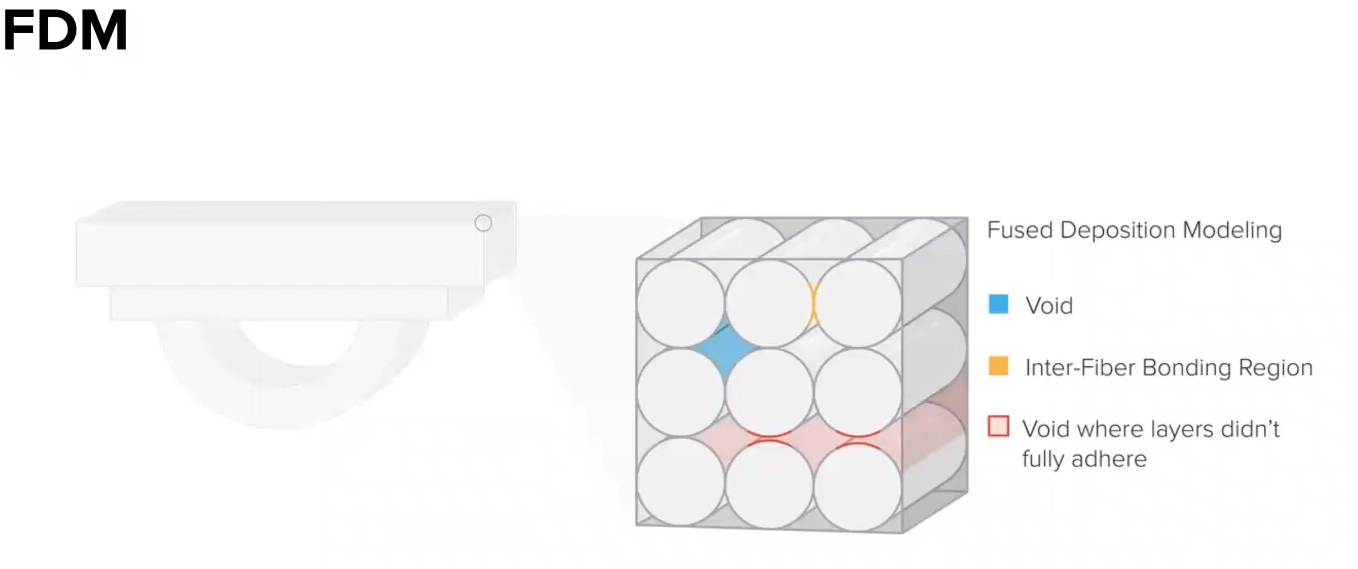 FDM
Fused Deposition Modeling
Void
Inter-Fiber Bonding Region
Void where layers didn’t
fully adhere